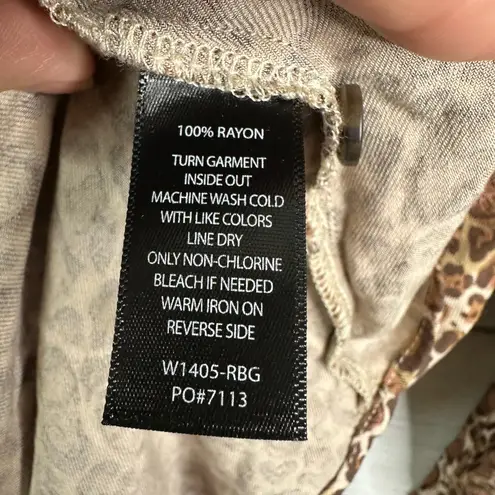 100% RAYON
TURN GARMENT
INSIDE OUT
MACHINE WASH COLD
WITH LIKE COLORS
LINE DRY
ONLY NON-CHLORINE
BLEACH IF NEEDED
WARM IRON ON
REVERSE SIDE
W1405-RBG
PO#7113